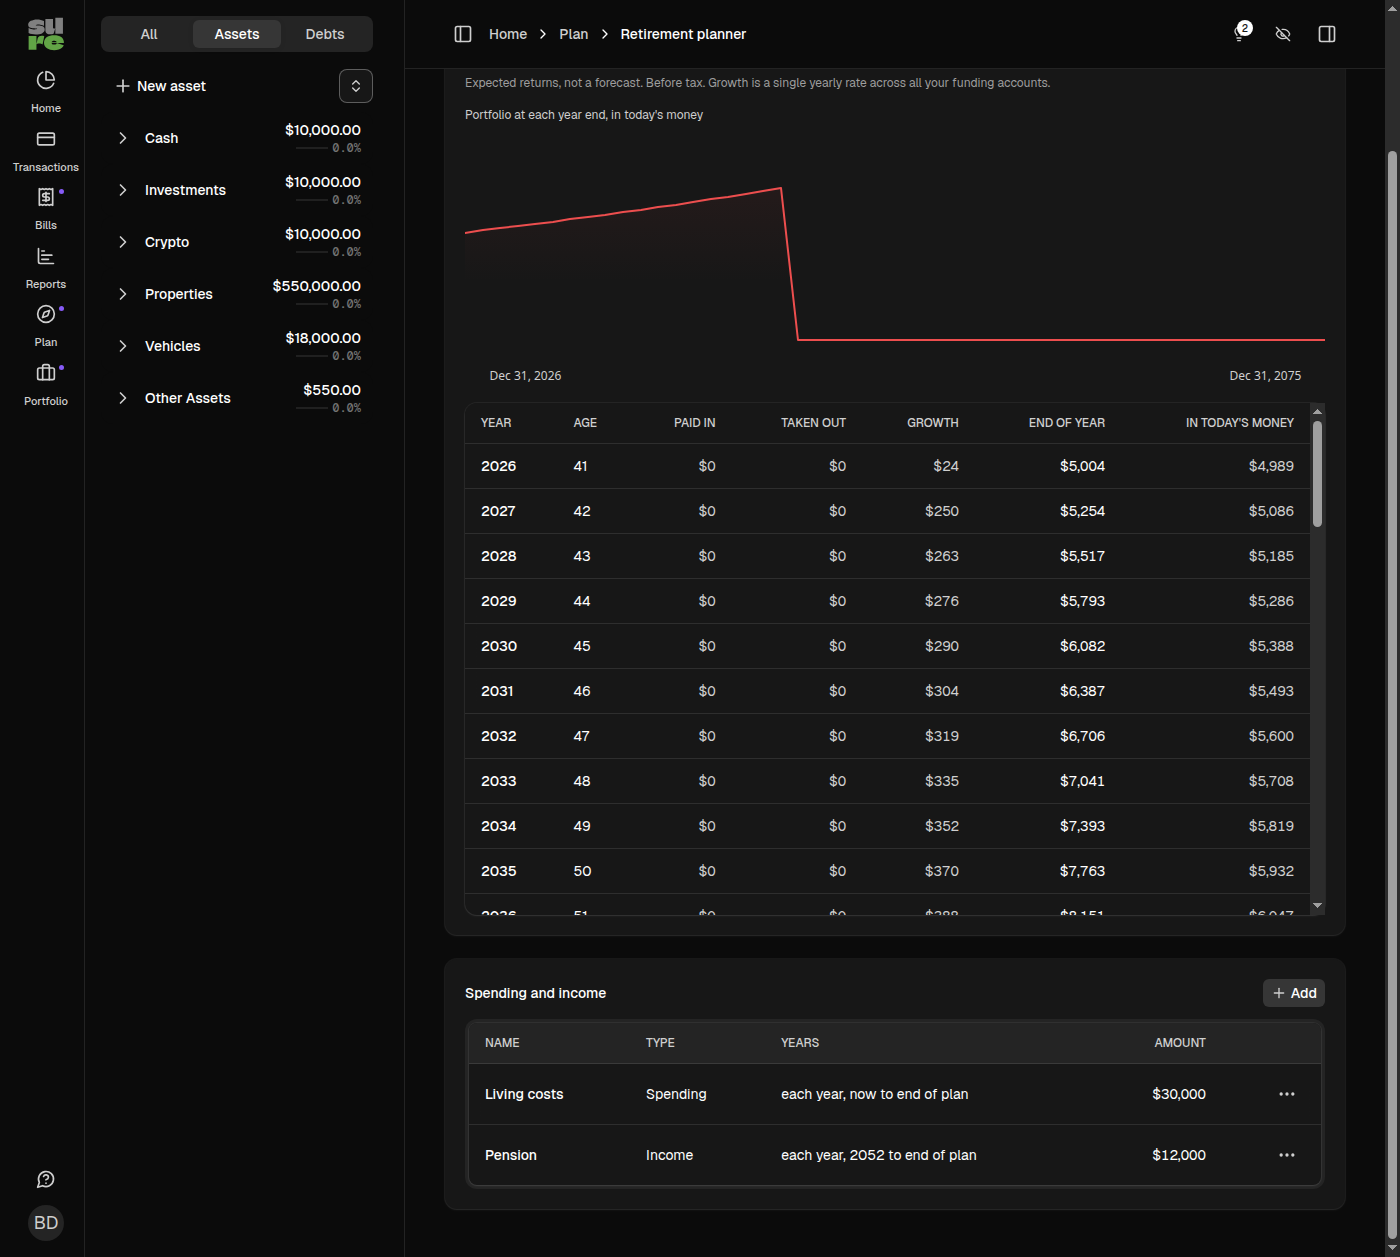 sure
All
Assets
Debts
Home
Plan
Retirement planner
2
New asset
Home
Transactions
Bills
Reports
Plan
Portfolio
Cash
$10,000.00
0.0%
Investments
$10,000.00
0.0%
Crypto
$10,000.00
0.0%
Properties
$550,000.00
0.0%
Vehicles
$18,000.00
0.0%
Other Assets
$550.00
0.0%
BD
Expected returns, not a forecast. Before tax. Growth is a single yearly rate across all your funding accounts.
Portfolio at each year end, in today's money
Dec 31, 2026
Dec 31, 2075
YEAR AGE PAID IN TAKEN OUT GROWTH END OF YEAR IN TODAY'S MONEY
2026 41 $0 $0 $24 $5,004 $4,989
2027 42 $0 $0 $250 $5,254 $5,086
2028 43 $0 $0 $263 $5,517 $5,185
2029 44 $0 $0 $276 $5,793 $5,286
2030 45 $0 $0 $290 $6,082 $5,388
2031 46 $0 $0 $304 $6,387 $5,493
2032 47 $0 $0 $319 $6,706 $5,600
2033 48 $0 $0 $335 $7,041 $5,708
2034 49 $0 $0 $352 $7,393 $5,819
2035 50 $0 $0 $370 $7,763 $5,932
2036 51 $0 $0 $388 $8,151 $6,047
Spending and income
Add
NAME TYPE YEARS AMOUNT
Living costs Spending each year, now to end of plan $30,000
Pension Income each year, 2052 to end of plan $12,000